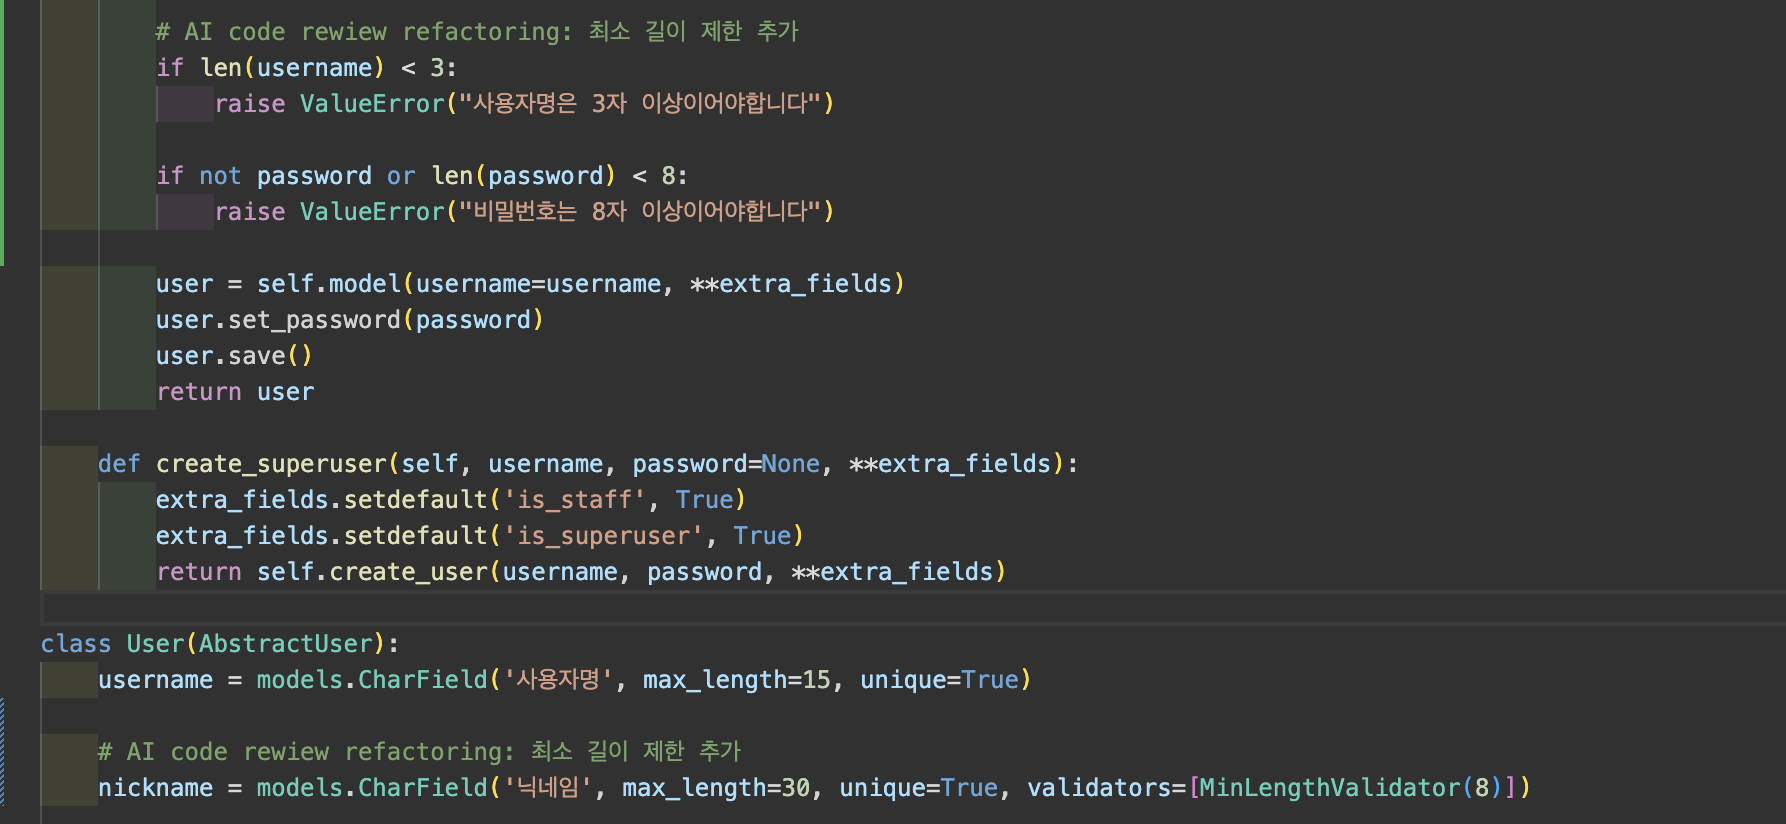 # AI code rewiew refactoring: 최소 길이 제한 추가
if len(username) < 3:
raise ValueError("사용자명은 3자 이상이어야합니다")
if not password or len(password) < 8:
raise ValueError("비밀번호는 8자 이상이어야합니다")
user = self.model(username=username, **extra_fields)
user.set_password(password)
user.save()
return user
def create_superuser(self, username, password=None, **extra_fields):
extra_fields.setdefault('is_staff', True)
extra_fields.setdefault('is_superuser', True)
return self.create_user(username, password, **extra_fields)
class User(AbstractUser):
username = models.CharField('사용자명', max_length=15, unique=True)
# AI code rewiew refactoring: 최소 길이 제한 추가
nickname = models.CharField('닉네임', max_length=30, unique=True, validators=[MinLengthValidator(8)])